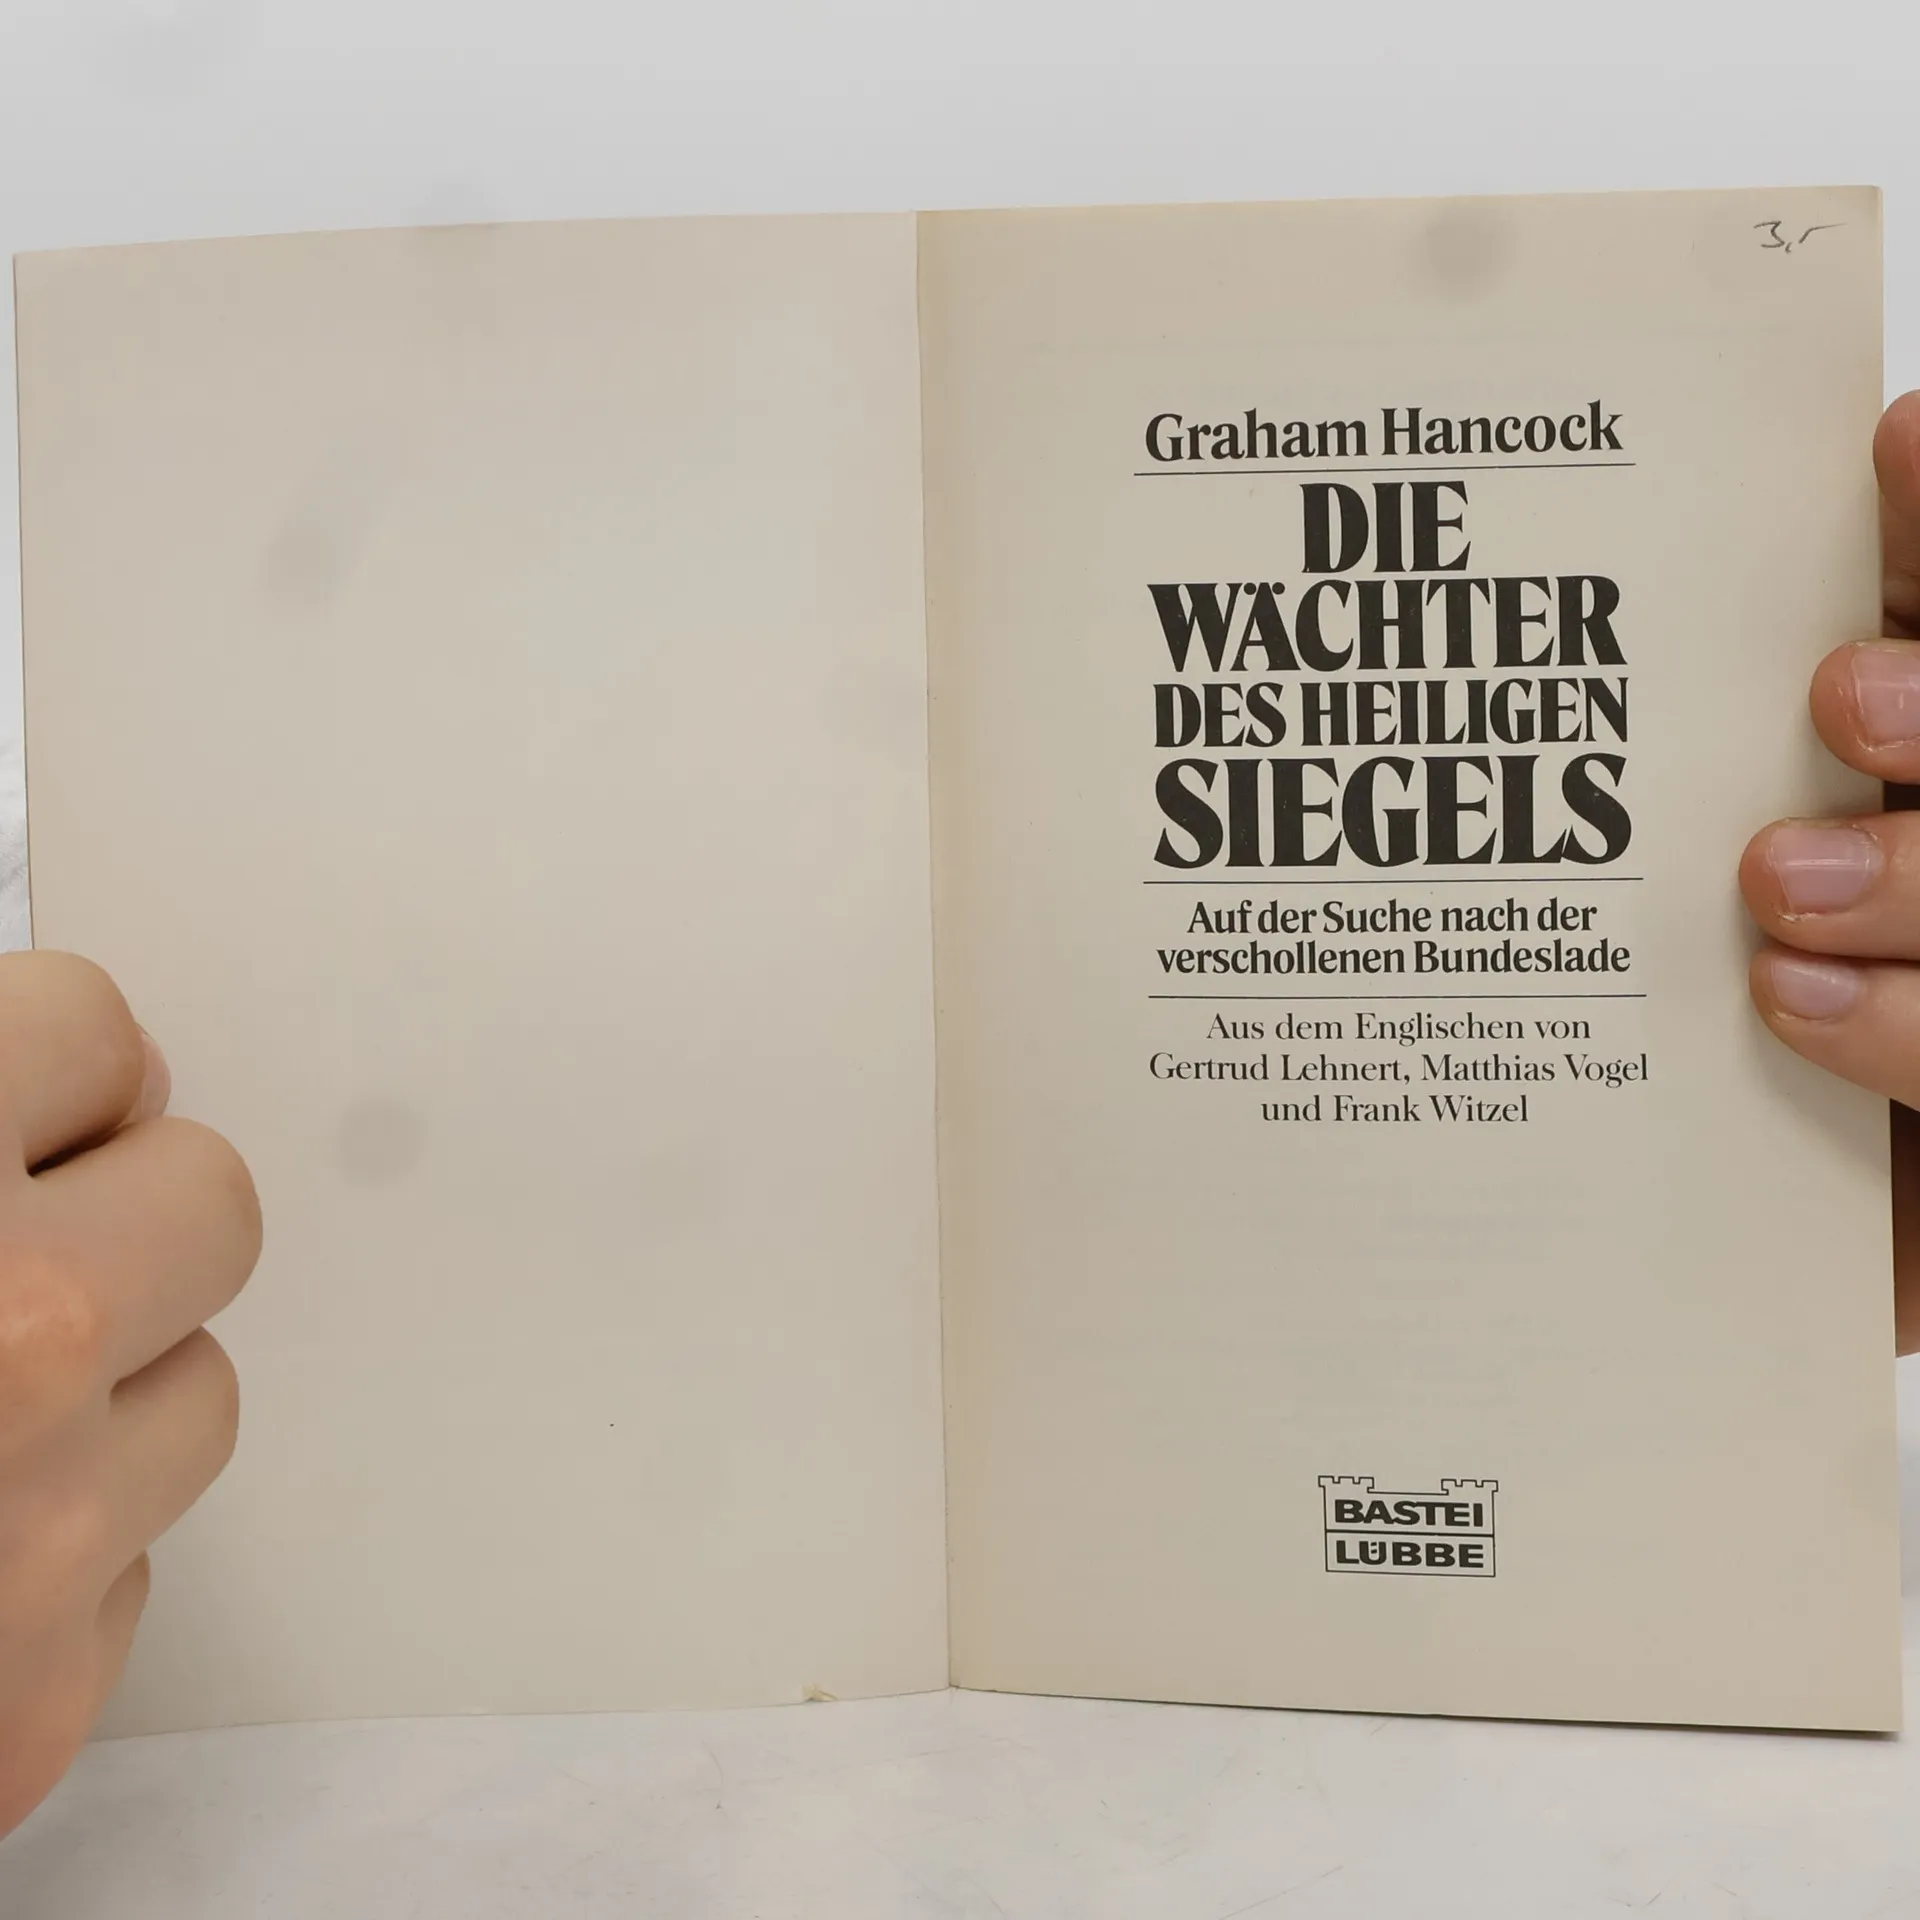 3,-
Graham Hancock
DIE
WÄCHTER
DES HEILIGEN
SIEGELS
Auf der Suche nach der
verschollenen Bundeslade
Aus dem Englischen von
Gertrud Lehnert, Matthias Vogel
und Frank Witzel
BASTEI
LÜBBE